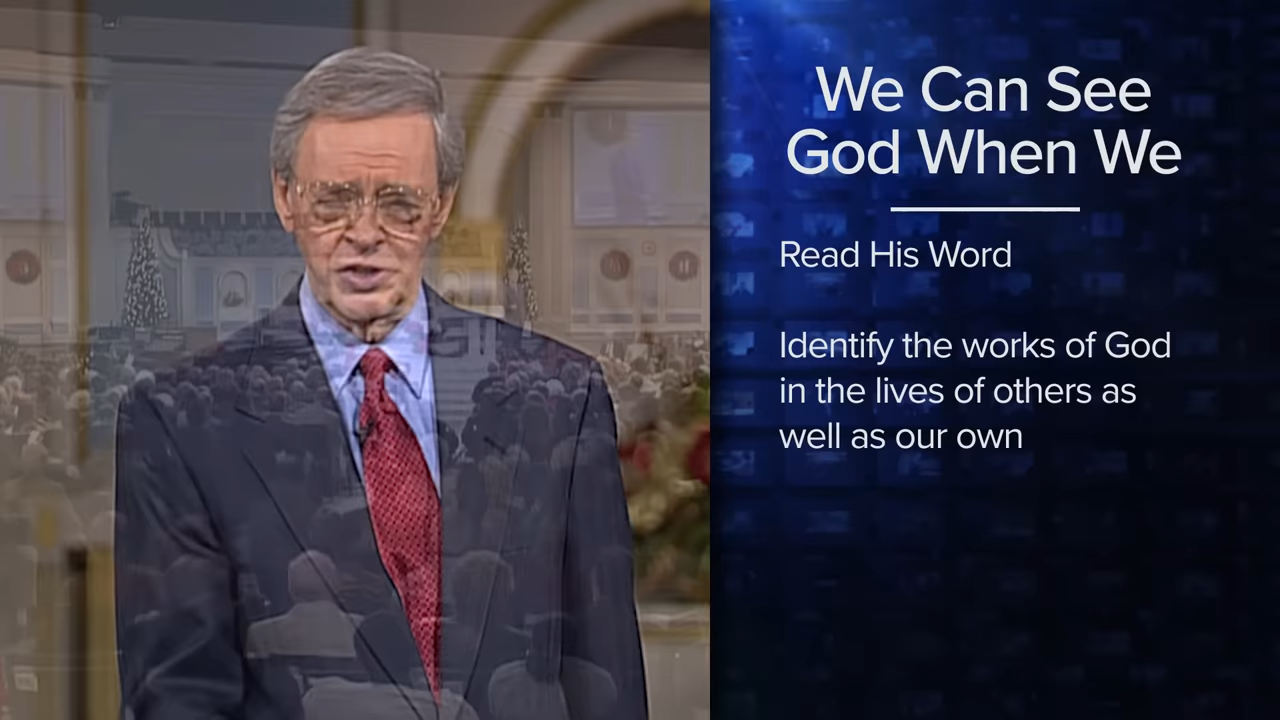 We Can See
God When We
Read His Word
Identify the works of God
in the lives of others as
well as our own